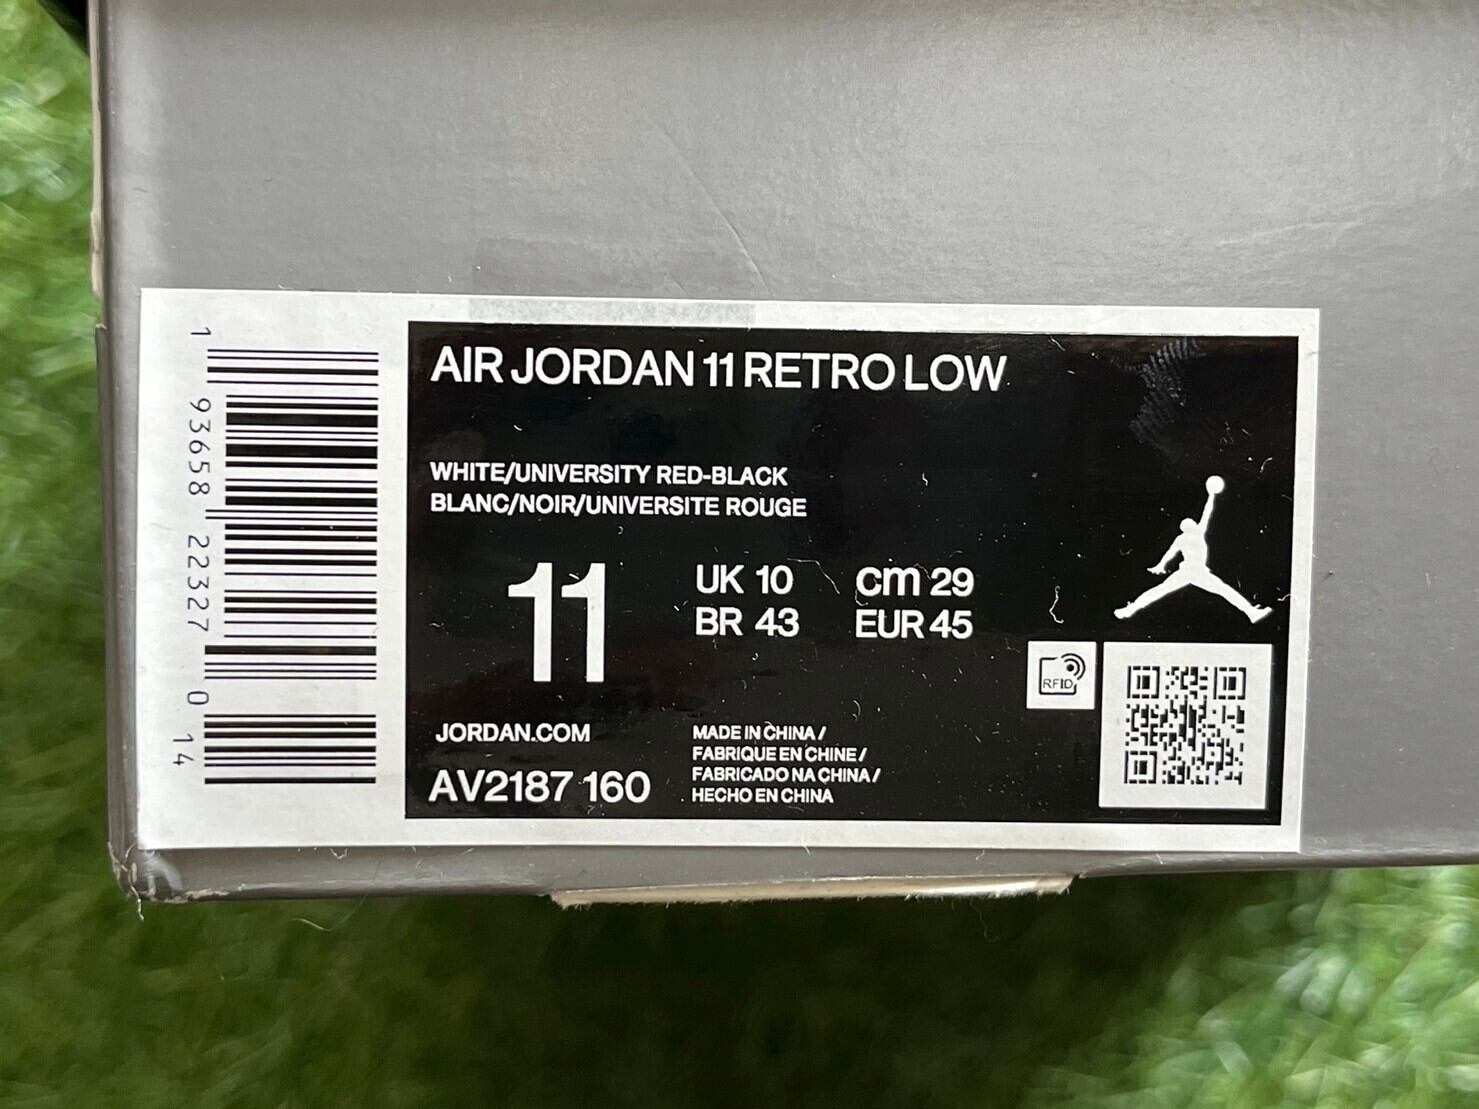 1 93658 22327 0 14
AIR JORDAN 11 RETRO LOW
WHITE/UNIVERSITY RED-BLACK
BLANC/NOIR/UNIVERSITE ROUGE
11
UK 10 cm 29
BR 43 EUR 45
RFID
JORDAN.COM
AV2187 160
MADE IN CHINA /
FABRIQUE EN CHINE /
FABRICADO NA CHINA /
HECHO EN CHINA